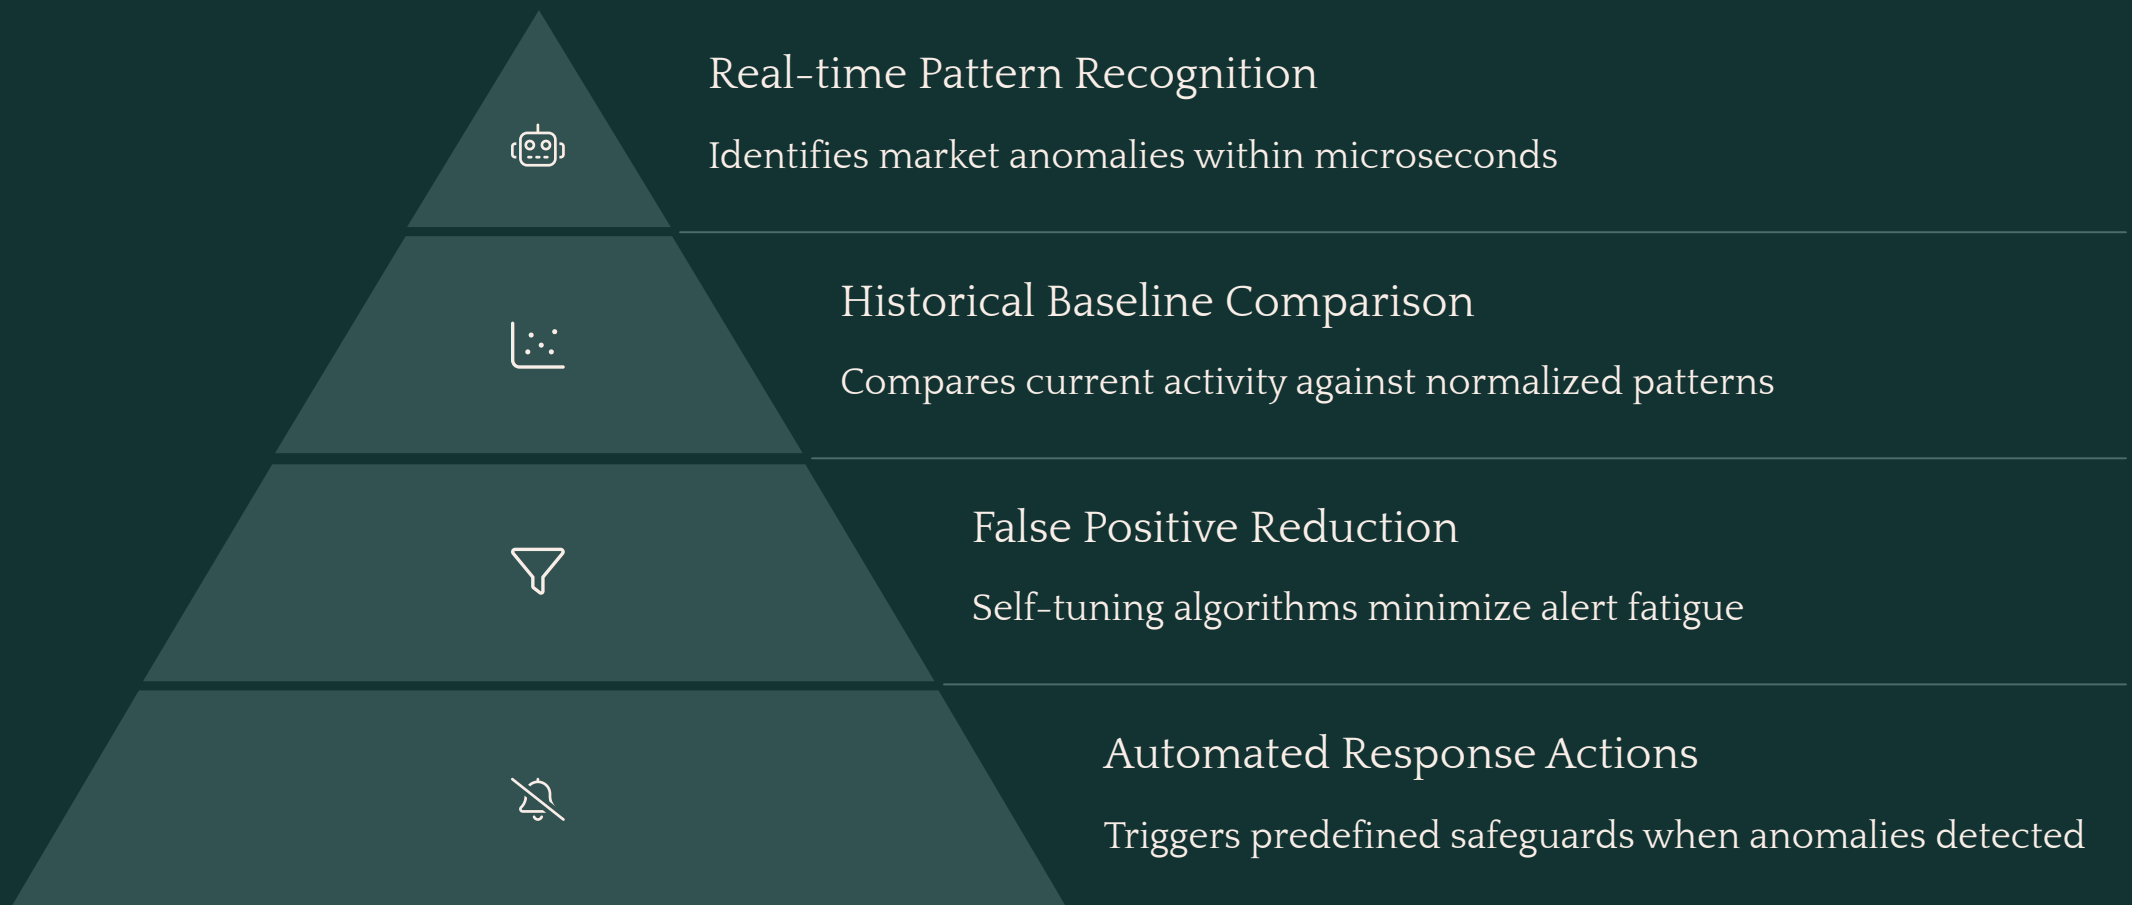 Real-time Pattern Recognition
Identifies market anomalies within microseconds
Historical Baseline Comparison
Compares current activity against normalized patterns
False Positive Reduction
Self-tuning algorithms minimize alert fatigue
Automated Response Actions
Triggers predefined safeguards when anomalies detected